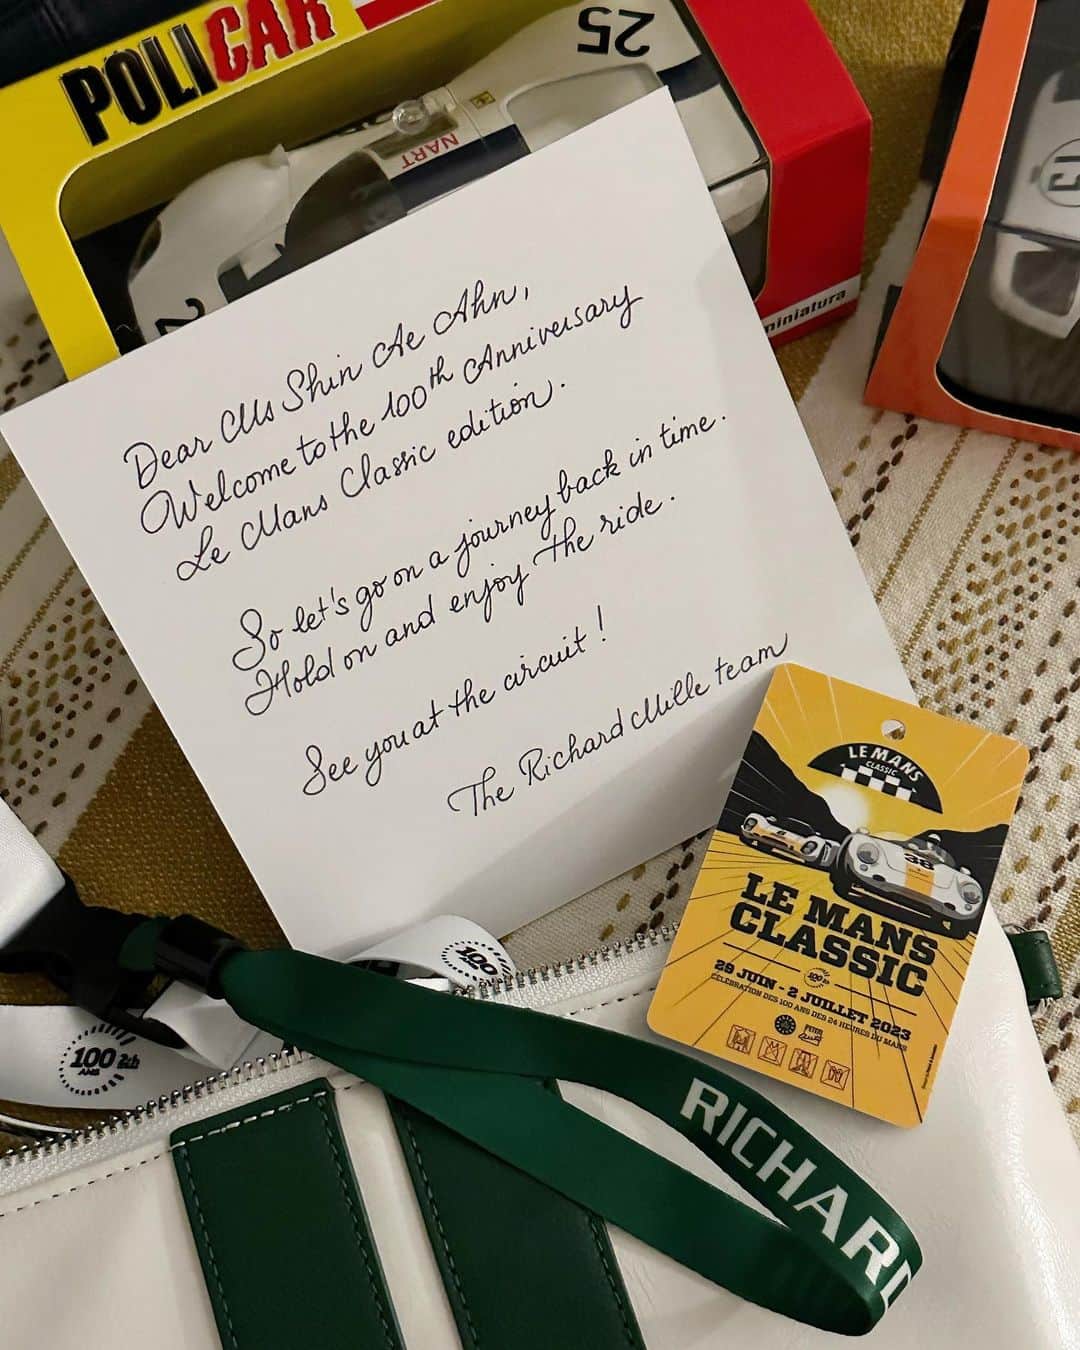 POLICAR
25
NART
2
miniatura
Dear Ms Shin Ae Ahn,
Welcome to the 100th Anniversary
Le Mans Classic edition.
So let's go on a journey back in time.
Hold on and enjoy the ride.
See you at the circuit!
The Richard Mille team
LE MANS
CLASSIC
38
LE MANS
CLASSIC
29 JUIN - 2 JUILLET 2023
CÉLÉBRATION DES 100 ANS DES 24 HEURES DU MANS
PETER
100
100 24h
ANS
RICHARD